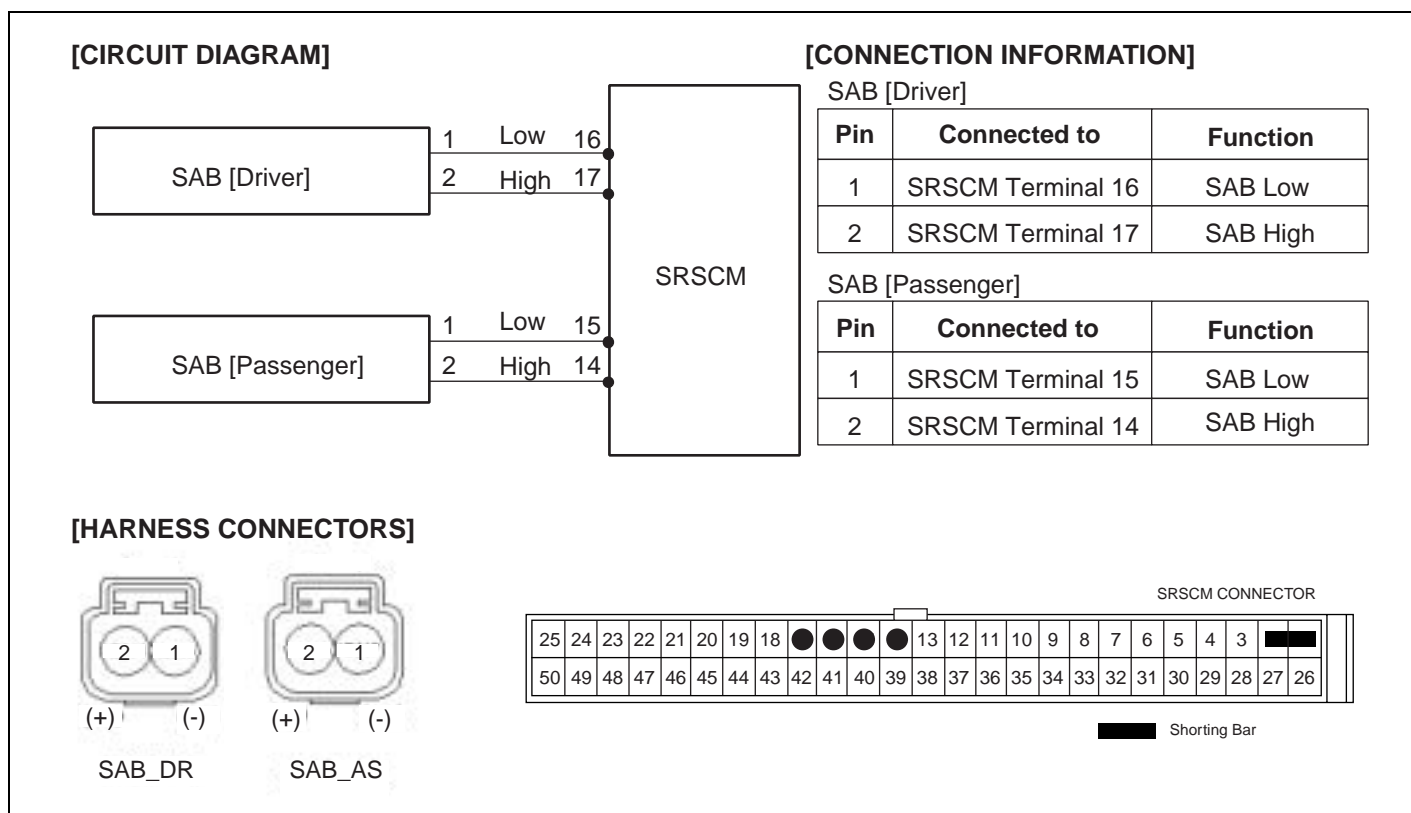 [CIRCUIT DIAGRAM]
SAB [Driver]
1 Low 16
2 High 17
SAB [Passenger]
1 Low 15
2 High 14
SRSCM
[CONNECTION INFORMATION]
SAB [Driver]
Pin Connected to Function
1 SRSCM Terminal 16 SAB Low
2 SRSCM Terminal 17 SAB High
SAB [Passenger]
Pin Connected to Function
1 SRSCM Terminal 15 SAB Low
2 SRSCM Terminal 14 SAB High
[HARNESS CONNECTORS]
2 1
(+) (-)
SAB_DR
2 1
(+) (-)
SAB_AS
SRSCM CONNECTOR
25 24 23 22 21 20 19 18 13 12 11 10 9 8 7 6 5 4 3
50 49 48 47 46 45 44 43 42 41 40 39 38 37 36 35 34 33 32 31 30 29 28 27 26
Shorting Bar